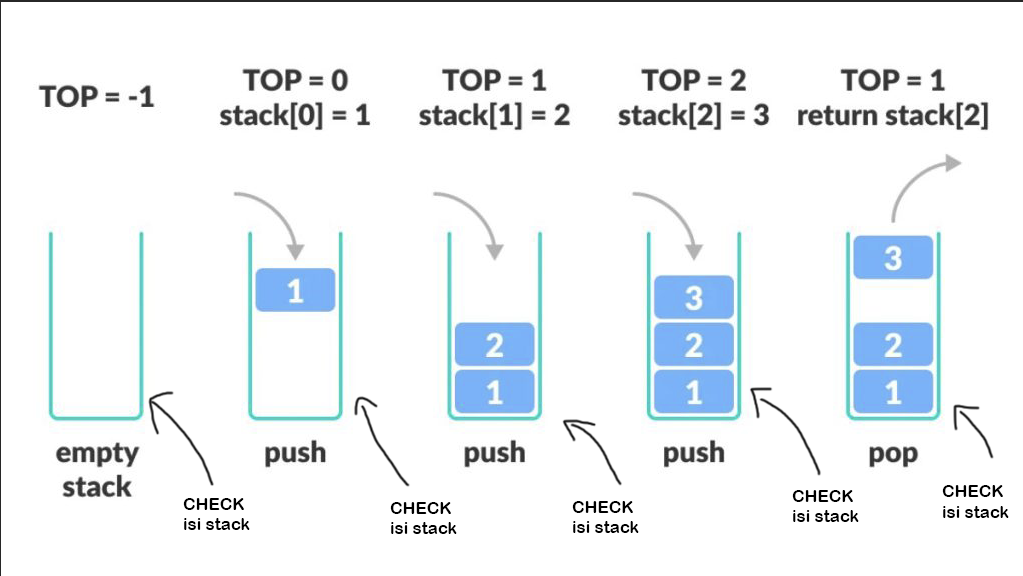 TOP = -1
TOP = 0
stack[0] = 1
TOP = 1
stack[1] = 2
TOP = 2
stack[2] = 3
TOP = 1
return stack[2]
1
2
1
3
2
1
3
2
1
empty
stack
push
push
push
pop
CHECK
isi stack
CHECK
isi stack
CHECK
isi stack
CHECK
isi stack
CHECK
isi stack